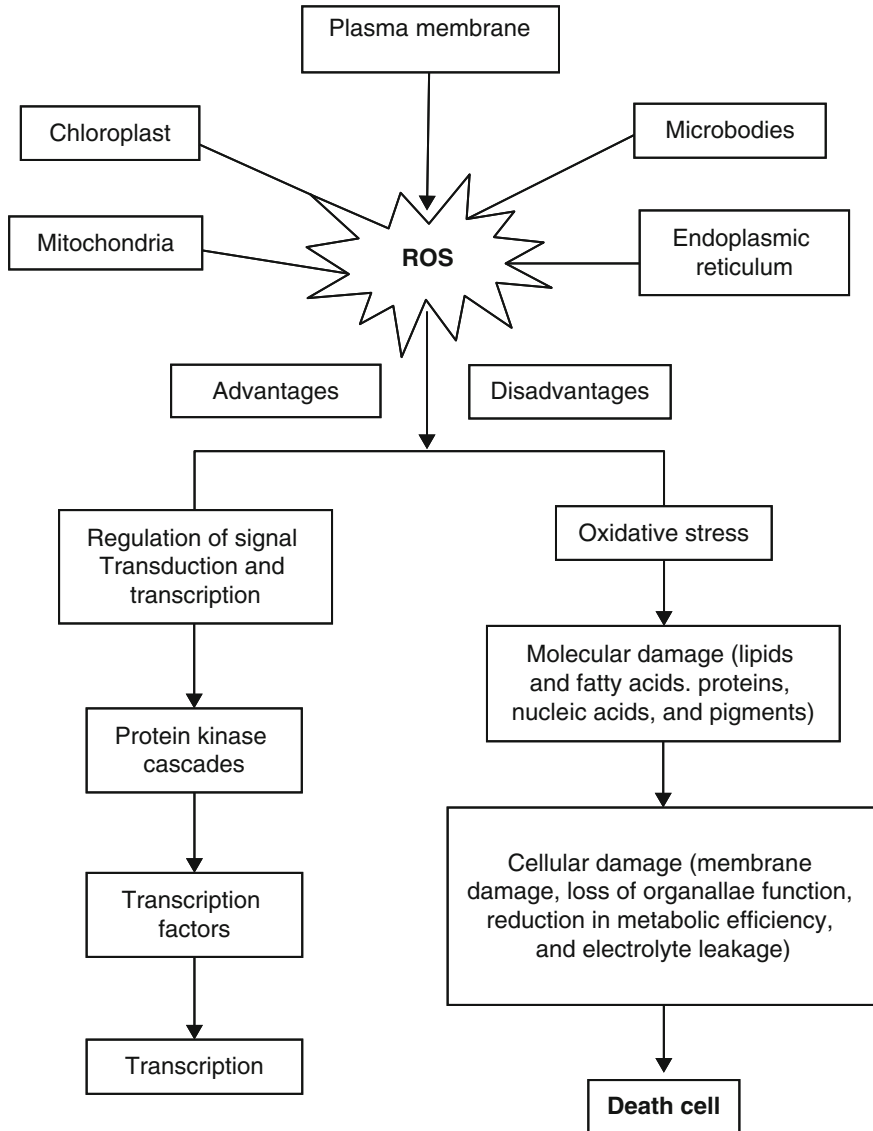 Plasma membrane
Chloroplast
Microbodies
Mitochondria
Endoplasmic
reticulum
ROS
Advantages
Disadvantages
Regulation of signal
Transduction and
transcription
Oxidative stress
Molecular damage (lipids
and fatty acids. proteins,
nucleic acids, and pigments)
Protein kinase
cascades
Cellular damage (membrane
damage, loss of organallae function,
reduction in metabolic efficiency,
and electrolyte leakage)
Transcription
factors
Transcription
Death cell